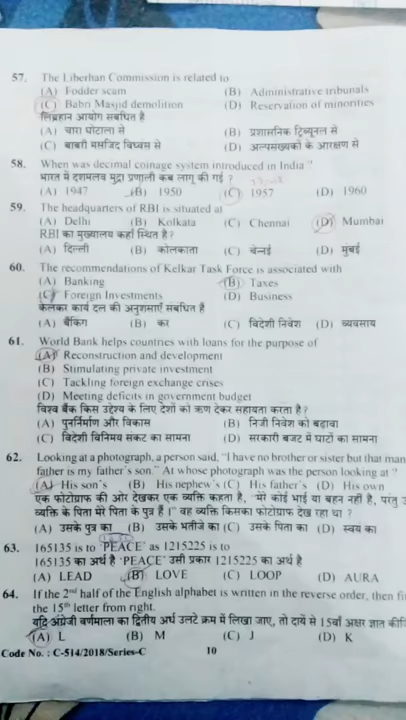 57. The Liberhan Commission is related to
(A) Fodder scam (B) Administrative tribunals
(C) Babri Masjid demolition (D) Reservation of minorities
लिब्रहान आयोग संबंधित है
(A) चारा घोटाला से (B) प्रशासनिक ट्रिब्यूनल से
(C) बाबरी मसजिद विध्वंस से (D) अल्पसंख्यकों के आरक्षण से
58. When was decimal coinage system introduced in India ?
भारत में दशमलव मुद्रा प्रणाली कब लागू की गई ?
(A) 1947 (B) 1950 (C) 1957 (D) 1960
59. The headquarters of RBI is situated at
(A) Delhi (B) Kolkata (C) Chennai (D) Mumbai
RBI का मुख्यालय कहाँ स्थित है?
(A) दिल्ली (B) कोलकाता (C) चेन्नई (D) मुंबई
60. The recommendations of Kelkar Task Force is associated with
(A) Banking (B) Taxes
(C) Foreign Investments (D) Business
केलकर कार्य दल की अनुशंसाएँ संबंधित हैं
(A) बैंकिंग (B) कर (C) विदेशी निवेश (D) व्यवसाय
61. World Bank helps countries with loans for the purpose of
(A) Reconstruction and development
(B) Stimulating private investment
(C) Tackling foreign exchange crises
(D) Meeting deficits in government budget
विश्व बैंक किस उद्देश्य के लिए देशों को ऋण देकर सहायता करता है ?
(A) पुनर्निर्माण और विकास (B) निजी निवेश को बढ़ावा
(C) विदेशी विनिमय संकट का सामना (D) सरकारी बजट में घाटों का सामना
62. Looking at a photograph, a person said, "I have no brother or sister but that man
father is my father's son." At whose photograph was the person looking at ?
(A) His son's (B) His nephew's (C) His father's (D) His own
एक फोटोग्राफ की ओर देखकर एक व्यक्ति कहता है, "मेरे कोई भाई या बहन नहीं है, परंतु
व्यक्ति के पिता मेरे पिता के पुत्र हैं ।" वह व्यक्ति किसका फोटोग्राफ देख रहा था ?
(A) उसके पुत्र का (B) उसके भतीजे का (C) उसके पिता का (D) स्वयं का
63. 165135 is to 'PEACE' as 1215225 is to
165135 का अर्थ है 'PEACE' उसी प्रकार 1215225 का अर्थ है
(A) LEAD (B) LOVE (C) LOOP (D) AURA
64. If the 2nd half of the English alphabet is written in the reverse order, then
the 15th letter from right.
यदि अंग्रेजी वर्णमाला का द्वितीय अर्ध उलटे क्रम में लिखा जाए, तो दायें से 15वाँ अक्षर ज्ञात
(A) L (B) M (C) J (D) K
Code No. : C-514/2018/Series-C 10